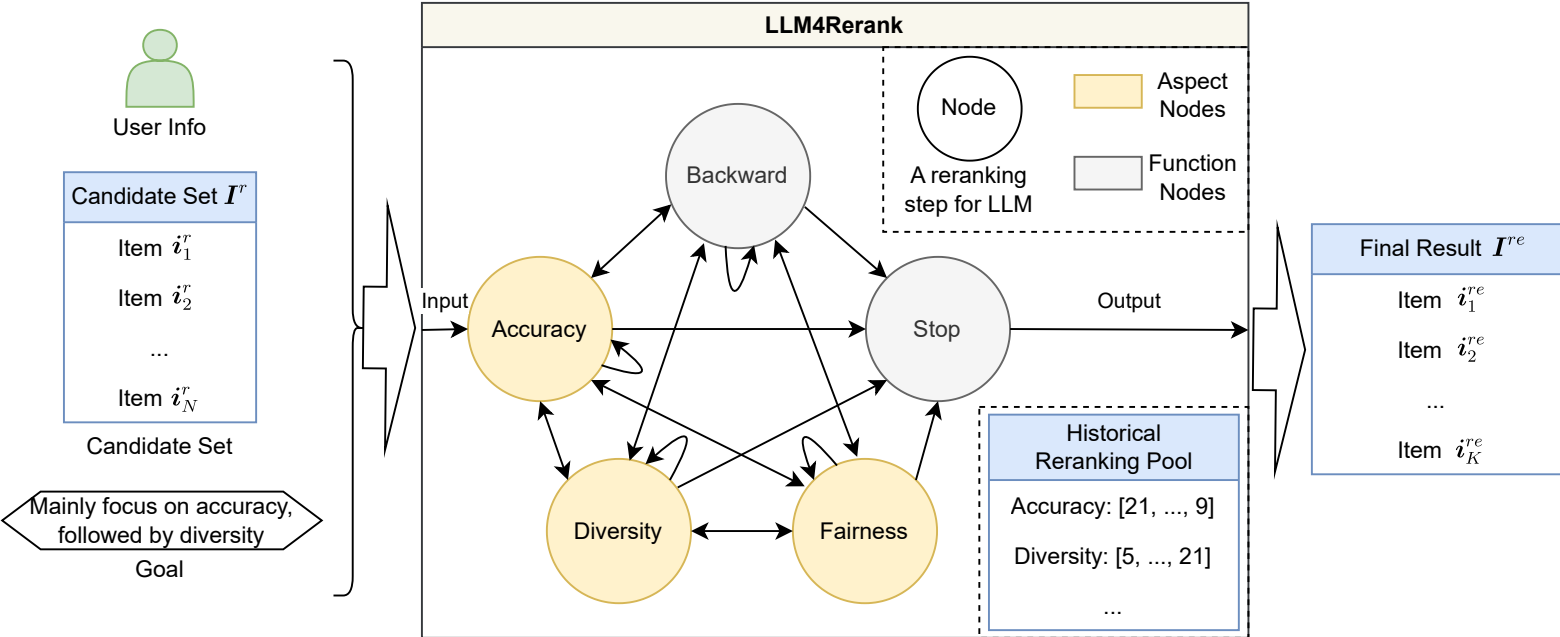 LLM4Rerank
User Info
Candidate Set I^r
Item i_1^r
Item i_2^r
...
Item i_N^r
Candidate Set
Mainly focus on accuracy,
followed by diversity
Goal
Input
Backward
Accuracy
Stop
Diversity
Fairness
Node
A reranking
step for LLM
Aspect
Nodes
Function
Nodes
Historical
Reranking Pool
Accuracy: [21, ..., 9]
Diversity: [5, ..., 21]
...
Output
Final Result I^{re}
Item i_1^{re}
Item i_2^{re}
...
Item i_K^{re}